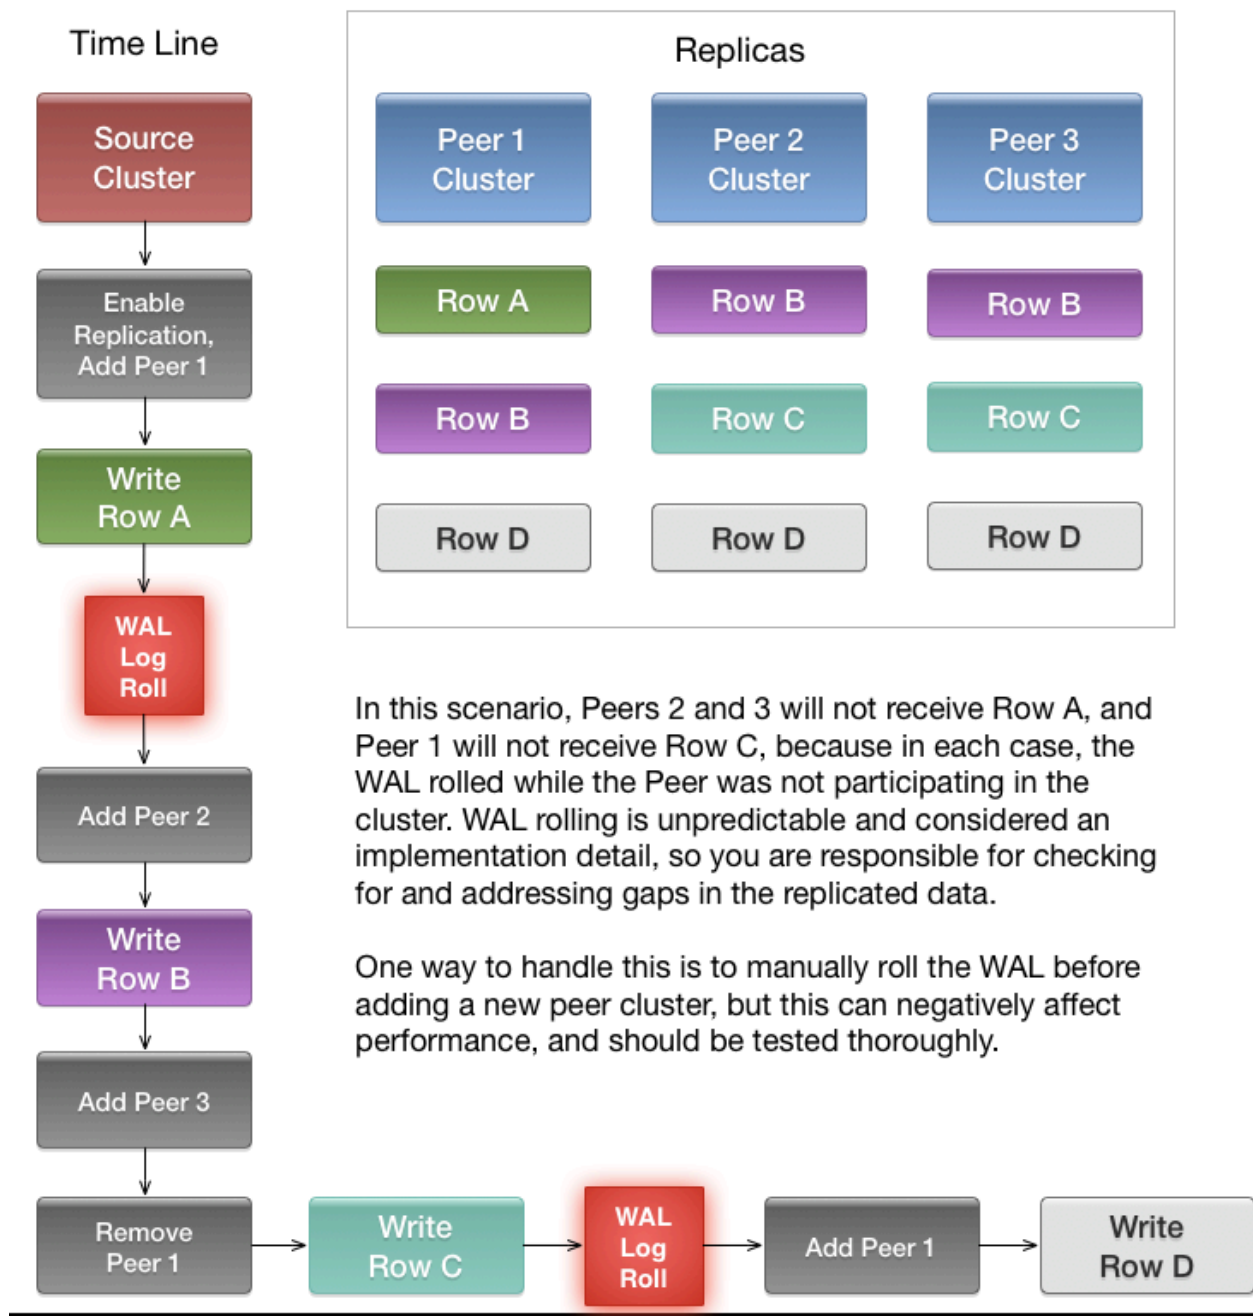 Time Line
Source
Cluster
Enable
Replication,
Add Peer 1
Write
Row A
WAL
Log
Roll
Add Peer 2
Write
Row B
Add Peer 3
Remove
Peer 1
Write
Row C
WAL
Log
Roll
Add Peer 1
Write
Row D
Replicas
Peer 1
Cluster
Peer 2
Cluster
Peer 3
Cluster
Row A
Row B
Row B
Row B
Row C
Row C
Row D
Row D
Row D
In this scenario, Peers 2 and 3 will not receive Row A, and
Peer 1 will not receive Row C, because in each case, the
WAL rolled while the Peer was not participating in the
cluster. WAL rolling is unpredictable and considered an
implementation detail, so you are responsible for checking
for and addressing gaps in the replicated data.
One way to handle this is to manually roll the WAL before
adding a new peer cluster, but this can negatively affect
performance, and should be tested thoroughly.